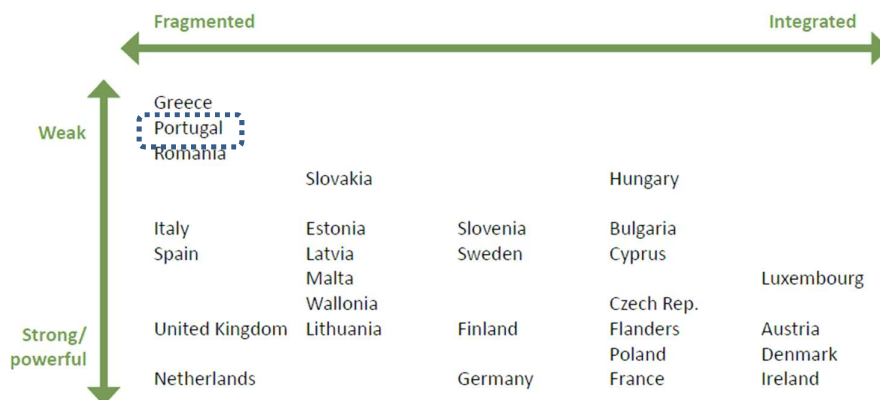 Fragmented Integrated
Greece
Weak Portugal
Romania
Slovakia Hungary
Italy Estonia Slovenia Bulgaria
Spain Latvia Sweden Cyprus
Malta Luxembourg
Wallonia Czech Rep.
Strong/ United Kingdom Lithuania Finland Flanders Austria
powerful Poland Denmark
Netherlands Germany France Ireland